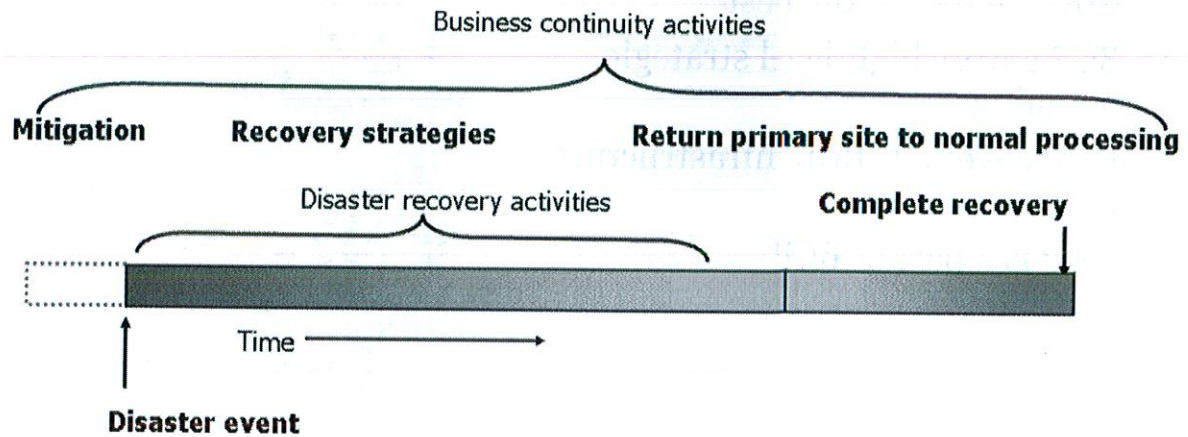 Business continuity activities
Mitigation
Recovery strategies
Return primary site to normal processing
Disaster recovery activities
Complete recovery
Time
Disaster event